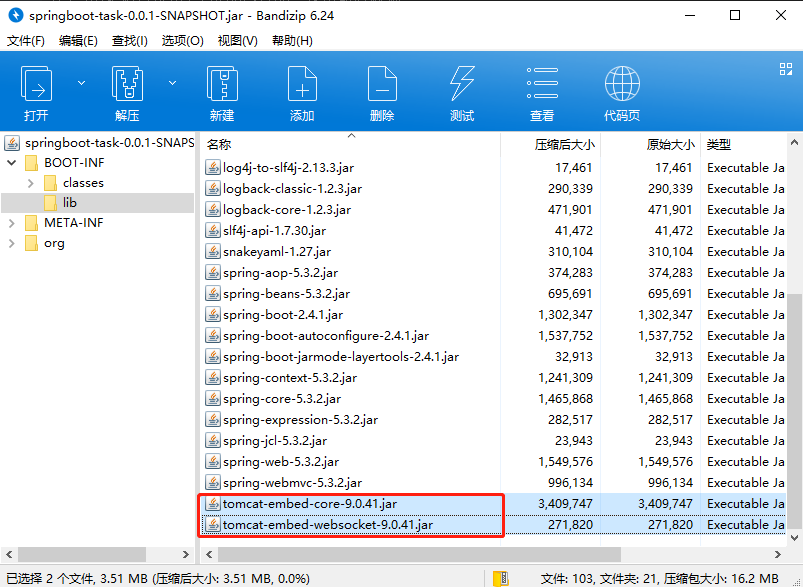 springboot-task-0.0.1-SNAPSHOT.jar - Bandizip 6.24
文件(F) 编辑(E) 查找(I) 选项(O) 视图(V) 帮助(H)
打开 解压 新建 添加 删除 测试 查看 代码页
springboot-task-0.0.1-SNAPS
BOOT-INF
classes
lib
META-INF
org
名称 压缩后大小 原始大小 类型
log4j-to-slf4j-2.13.3.jar 17,461 17,461 Executable Ja
logback-classic-1.2.3.jar 290,339 290,339 Executable Ja
logback-core-1.2.3.jar 471,901 471,901 Executable Ja
slf4j-api-1.7.30.jar 41,472 41,472 Executable Ja
snakeyaml-1.27.jar 310,104 310,104 Executable Ja
spring-aop-5.3.2.jar 374,283 374,283 Executable Ja
spring-beans-5.3.2.jar 695,691 695,691 Executable Ja
spring-boot-2.4.1.jar 1,302,347 1,302,347 Executable Ja
spring-boot-autoconfigure-2.4.1.jar 1,537,752 1,537,752 Executable Ja
spring-boot-jarmode-layertools-2.4.1.jar 32,913 32,913 Executable Ja
spring-context-5.3.2.jar 1,241,309 1,241,309 Executable Ja
spring-core-5.3.2.jar 1,465,868 1,465,868 Executable Ja
spring-expression-5.3.2.jar 282,517 282,517 Executable Ja
spring-jcl-5.3.2.jar 23,943 23,943 Executable Ja
spring-web-5.3.2.jar 1,549,576 1,549,576 Executable Ja
spring-webmvc-5.3.2.jar 996,134 996,134 Executable Ja
tomcat-embed-core-9.0.41.jar 3,409,747 3,409,747 Executable Ja
tomcat-embed-websocket-9.0.41.jar 271,820 271,820 Executable Ja
已选择 2 个文件, 3.51 MB (压缩后大小: 3.51 MB, 0.0%) 文件: 103, 文件夹: 21, 压缩包大小: 16.2 MB